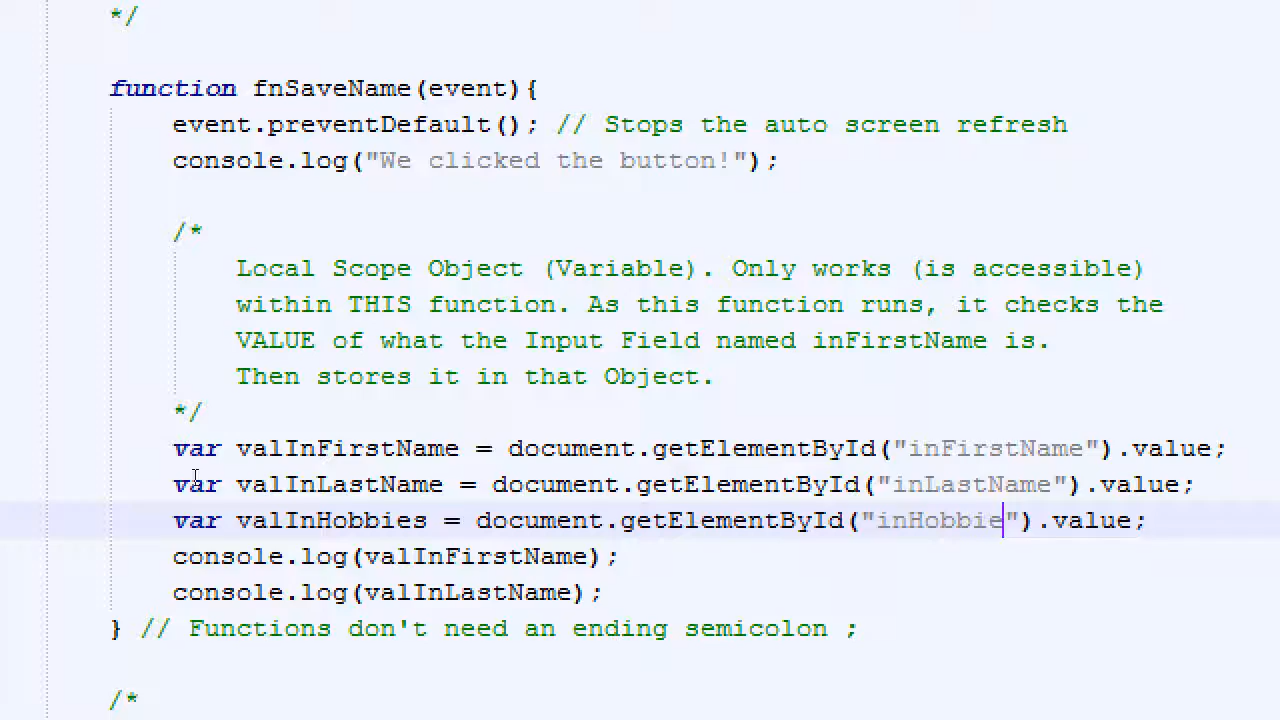 */
function fnSaveName(event){
event.preventDefault(); // Stops the auto screen refresh
console.log("We clicked the button!");
/*
Local Scope Object (Variable). Only works (is accessible)
within THIS function. As this function runs, it checks the
VALUE of what the Input Field named inFirstName is.
Then stores it in that Object.
*/
var valInFirstName = document.getElementById("inFirstName").value;
var valInLastName = document.getElementById("inLastName").value;
var valInHobbies = document.getElementById("inHobbie").value;
console.log(valInFirstName);
console.log(valInLastName);
} // Functions don't need an ending semicolon ;
/*